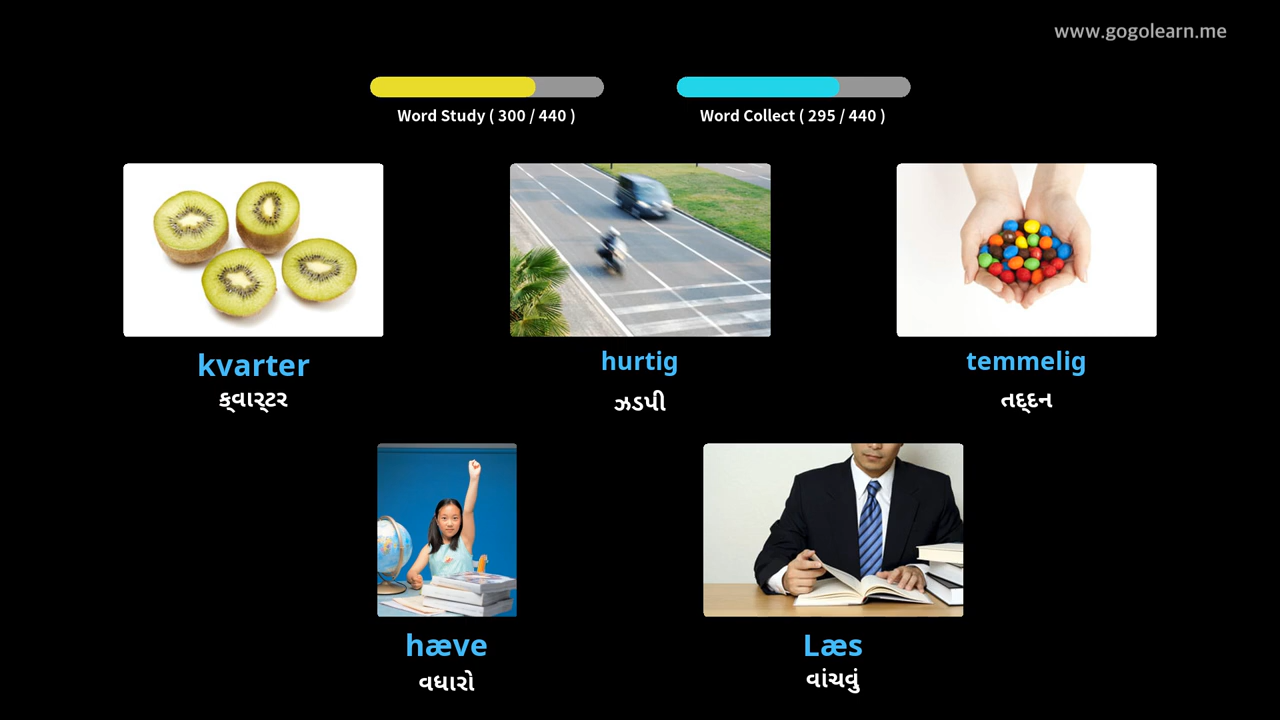 www.gogolearn.me
Word Study ( 300 / 440 )
Word Collect ( 295 / 440 )
kvarter
ક્વાર્ટર
hurtig
ઝડપી
temmelig
તદ્દન
hæve
વધારો
Læs
વાંચવું